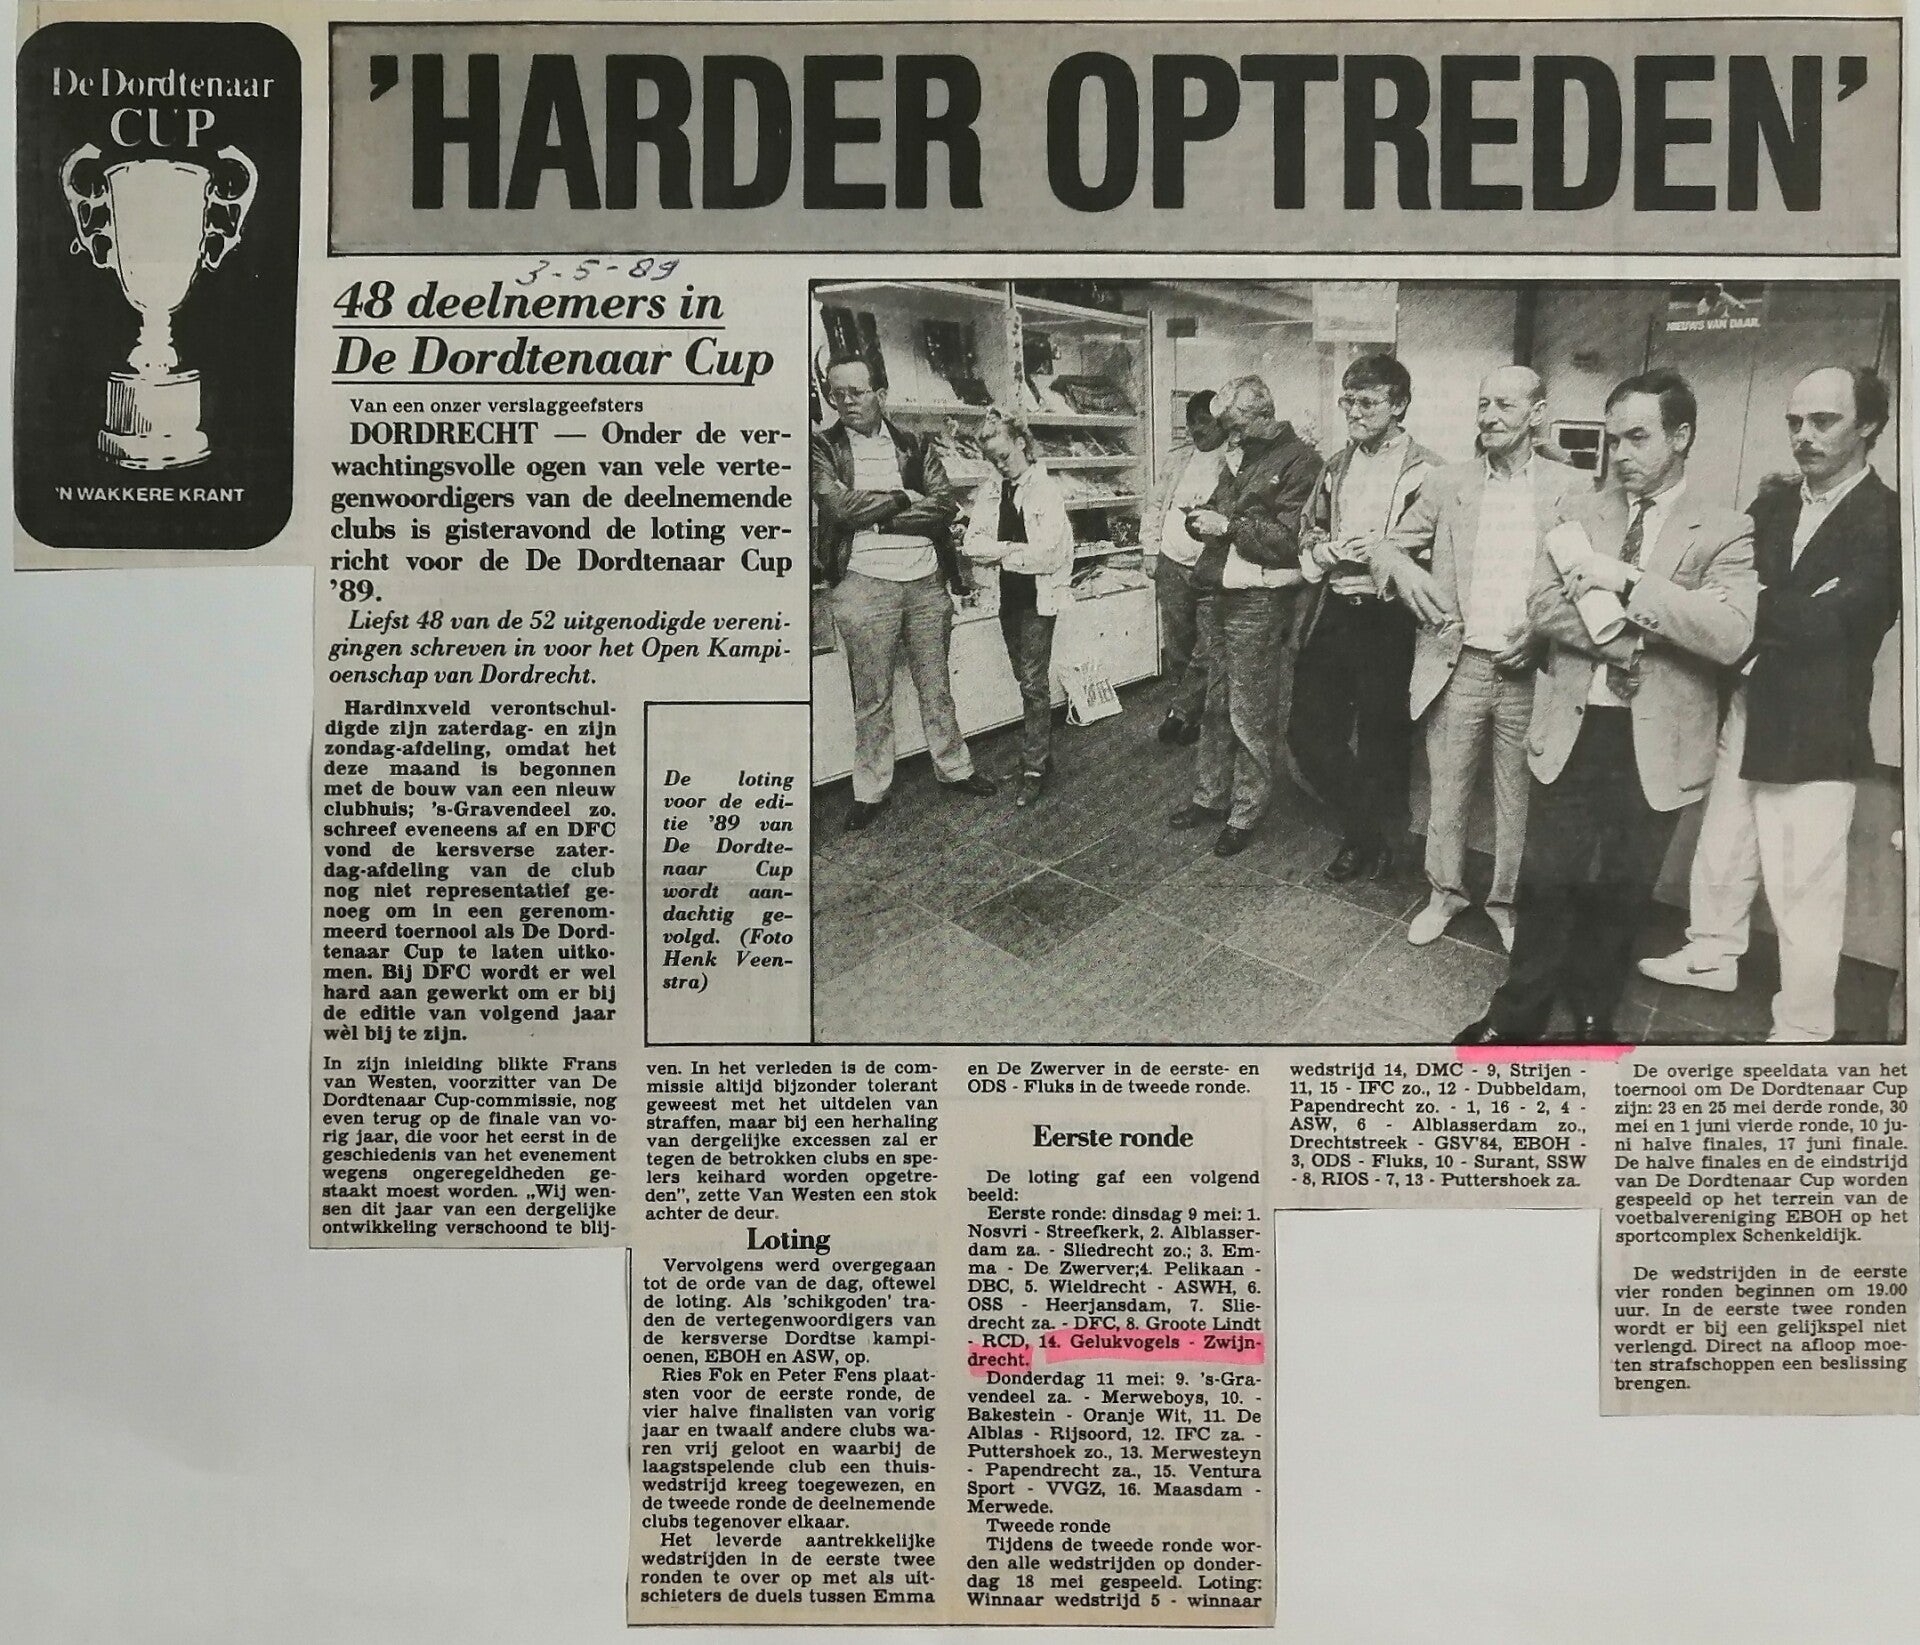 De Dordtenaar
CUP
'N WAKKERE KRANT
'HARDER OPTREDEN'
3-5-89
48 deelnemers in
De Dordtenaar Cup
Van een onzer verslaggeefsters
DORDRECHT — Onder de ver-
wachtingsvolle ogen van vele verte-
genwoordigers van de deelnemende
clubs is gisteravond de loting ver-
richt voor de De Dordtenaar Cup
'89.
Liefst 48 van de 52 uitgenodigde vereni-
gingen schreven in voor het Open Kampi-
oenschap van Dordrecht.
Hardinxveld verontschul-
digde zijn zaterdag- en zijn
zondag-afdeling, omdat het
deze maand is begonnen
met de bouw van een nieuw
clubhuis; 's-Gravendeel zo.
schreef eveneens af en DFC
vond de kersverse zater-
dag-afdeling van de club
nog niet representatief ge-
noeg om in een gerenom-
meerd toernooi als De Dord-
tenaar Cup te laten uitko-
men. Bij DFC wordt er wel
hard aan gewerkt om er bij
de editie van volgend jaar
wèl bij te zijn.
De loting
voor de edi-
tie '89 van
De Dordte-
naar Cup
wordt aan-
dachtig ge-
volgd. (Foto
Henk Veen-
stra)
NIEUWS VAN DAAR.
In zijn inleiding blikte Frans
van Westen, voorzitter van De
Dordtenaar Cup-commissie, nog
even terug op de finale van vo-
rig jaar, die voor het eerst in de
geschiedenis van het evenement
wegens ongeregeldheden ge-
staakt moest worden. „Wij wen-
sen dit jaar van een dergelijke
ontwikkeling verschoond te blij-
ven. In het verleden is de com-
missie altijd bijzonder tolerant
geweest met het uitdelen van
straffen, maar bij een herhaling
van dergelijke excessen zal er
tegen de betrokken clubs en spe-
lers keihard worden opgetre-
den", zette Van Westen een stok
achter de deur.
Loting
Vervolgens werd overgegaan
tot de orde van de dag, oftewel
de loting. Als 'schikgoden' tra-
den de vertegenwoordigers van
de kersverse Dordtse kampi-
oenen, EBOH en ASW, op.
Ries Fok en Peter Fens plaat-
sten voor de eerste ronde, de
vier halve finalisten van vorig
jaar en twaalf andere clubs wa-
ren vrij geloot en waarbij de
laagstspelende club een thuis-
wedstrijd kreeg toegewezen, en
de tweede ronde de deelnemende
clubs tegenover elkaar.
Het leverde aantrekkelijke
wedstrijden in de eerste twee
ronden te over op met als uit-
schieters de duels tussen Emma
en De Zwerver in de eerste- en
ODS - Fluks in de tweede ronde.
Eerste ronde
De loting gaf een volgend
beeld:
Eerste ronde: dinsdag 9 mei: 1.
Nosvri - Streefkerk, 2. Alblasser-
dam za. - Sliedrecht zo.; 3. Em-
ma - De Zwerver;4. Pelikaan -
DBC, 5. Wieldrecht - ASWH, 6.
OSS - Heerjansdam, 7. Slie-
drecht za. - DFC, 8. Groote Lindt
- RCD, 14. Gelukvogels - Zwijn-
drecht.
Donderdag 11 mei: 9. 's-Gra-
vendeel za. - Merweboys, 10. -
Bakestein - Oranje Wit, 11. De
Alblas - Rijsoord, 12. IFC za. -
Puttershoek zo., 13. Merwesteyn
- Papendrecht za., 15. Ventura
Sport - VVGZ, 16. Maasdam -
Merwede.
Tweede ronde
Tijdens de tweede ronde wor-
den alle wedstrijden op donder-
dag 18 mei gespeeld. Loting:
Winnaar wedstrijd 5 - winnaar
wedstrijd 14, DMC - 9, Strijen -
11, 15 - IFC zo., 12 - Dubbeldam,
Papendrecht zo. - 1, 16 - 2, 4 -
ASW, 6 - Alblasserdam zo.,
Drechtstreek - GSV'84, EBOH -
3, ODS - Fluks, 10 - Surant, SSW
- 8, RIOS - 7, 13 - Puttershoek za.
De overige speeldata van het
toernooi om De Dordtenaar Cup
zijn: 23 en 25 mei derde ronde, 30
mei en 1 juni vierde ronde, 10 ju-
ni halve finales, 17 juni finale.
De halve finales en de eindstrijd
van De Dordtenaar Cup worden
gespeeld op het terrein van de
voetbalvereniging EBOH op het
sportcomplex Schenkeldijk.
De wedstrijden in de eerste
vier ronden beginnen om 19.00
uur. In de eerste twee ronden
wordt er bij een gelijkspel niet
verlengd. Direct na afloop moe-
ten strafschoppen een beslissing
brengen.